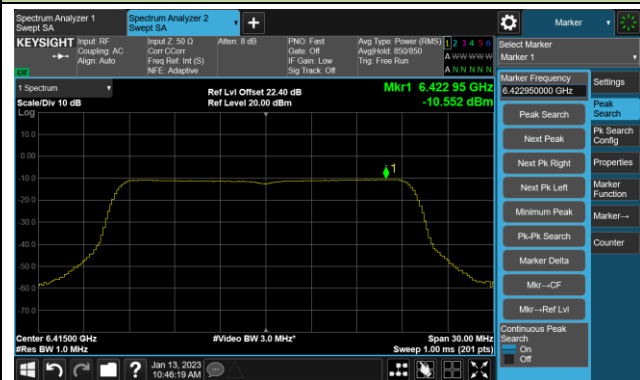 Spectrum Analyzer 1
Swept SA
Spectrum Analyzer 2
Swept SA
Marker
KEYSIGHT
Input: RF
Coupling: AC
Align: Auto
Input Z: 50 Ω
Corr CCorr
Freq Ref: Int (S)
NFE: Adaptive
Atten: 8 dB
PNO: Fast
Gate: Off
IF Gain: Low
Sig Track: Off
Avg Type: Power (RMS)
Avg|Hold: 850/850
Trig: Free Run
1 2 3 4 5 6
A W W W W W
A N N N N N
Select Marker
Marker 1
LXI
1 Spectrum
Scale/Div 10 dB
Log
Ref Lvl Offset 22.40 dB
Ref Level 20.00 dBm
Mkr1 6.422 95 GHz
-10.552 dBm
10.0
0.00
-10.0
-20.0
-30.0
-40.0
-50.0
-60.0
-70.0
1
Center 6.41500 GHz
#Res BW 1.0 MHz
#Video BW 3.0 MHz*
Span 30.00 MHz
Sweep 1.00 ms (201 pts)
Marker Frequency
6.422950000 GHz
Peak Search
Next Peak
Next Pk Right
Next Pk Left
Minimum Peak
Pk-Pk Search
Marker Delta
Mkr→CF
Mkr→Ref Lvl
Continuous Peak
Search
On
Off
Settings
Peak
Search
Pk Search
Config
Properties
Marker
Function
Marker→
Counter
Jan 13, 2023
10:46:19 AM